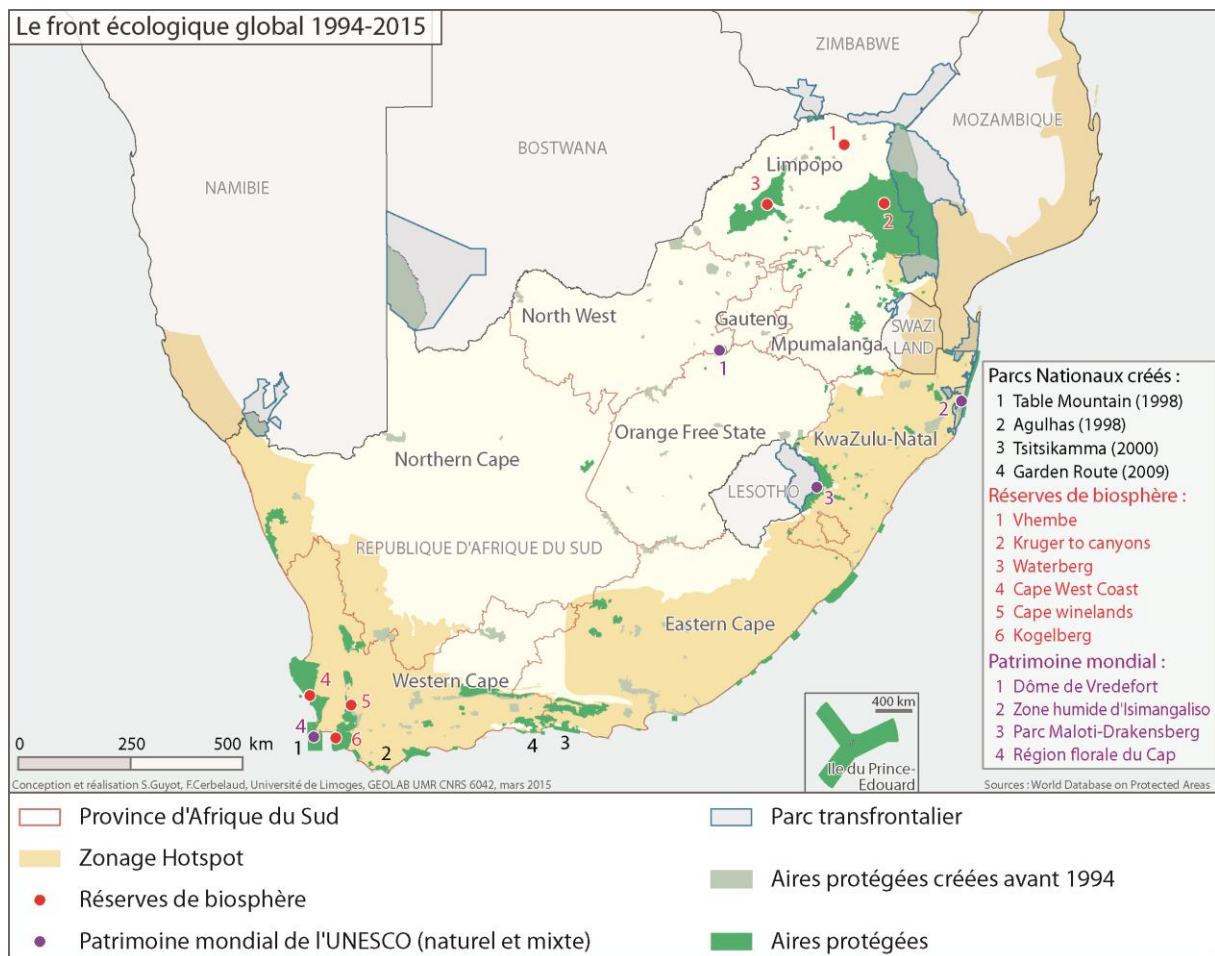 Le front écologique global 1994-2015
ZIMBABWE
MOZAMBIQUE
BOSTWANA
NAMIBIE
1
Limpopo
3
2
North West
Gauteng
SWAZI
LAND
Mpumalanga
1
2
Orange Free State
KwaZulu-Natal
Northern Cape
LESOTHO
3
REPUBLIQUE D'AFRIQUE DU SUD
Eastern Cape
Western Cape
4
5
4
6
1
2
4
3
400 km
Ile du Prince-
Edouard
0
250
500 km
Conception et réalisation S.Guyot, F.Cerbelaud, Université de Limoges, GEOLAB UMR CNRS 6042, mars 2015
Sources : World Database on Protected Areas
Parcs Nationaux créés :
1 Table Mountain (1998)
2 Agulhas (1998)
3 Tsitsikamma (2000)
4 Garden Route (2009)
Réserves de biosphère :
1 Vhembe
2 Kruger to canyons
3 Waterberg
4 Cape West Coast
5 Cape winelands
6 Kogelberg
Patrimoine mondial :
1 Dôme de Vredefort
2 Zone humide d'Isimangaliso
3 Parc Maloti-Drakensberg
4 Région florale du Cap
Province d'Afrique du Sud
Zonage Hotspot
Réserves de biosphère
Patrimoine mondial de l'UNESCO (naturel et mixte)
Parc transfrontalier
Aires protégées créées avant 1994
Aires protégées